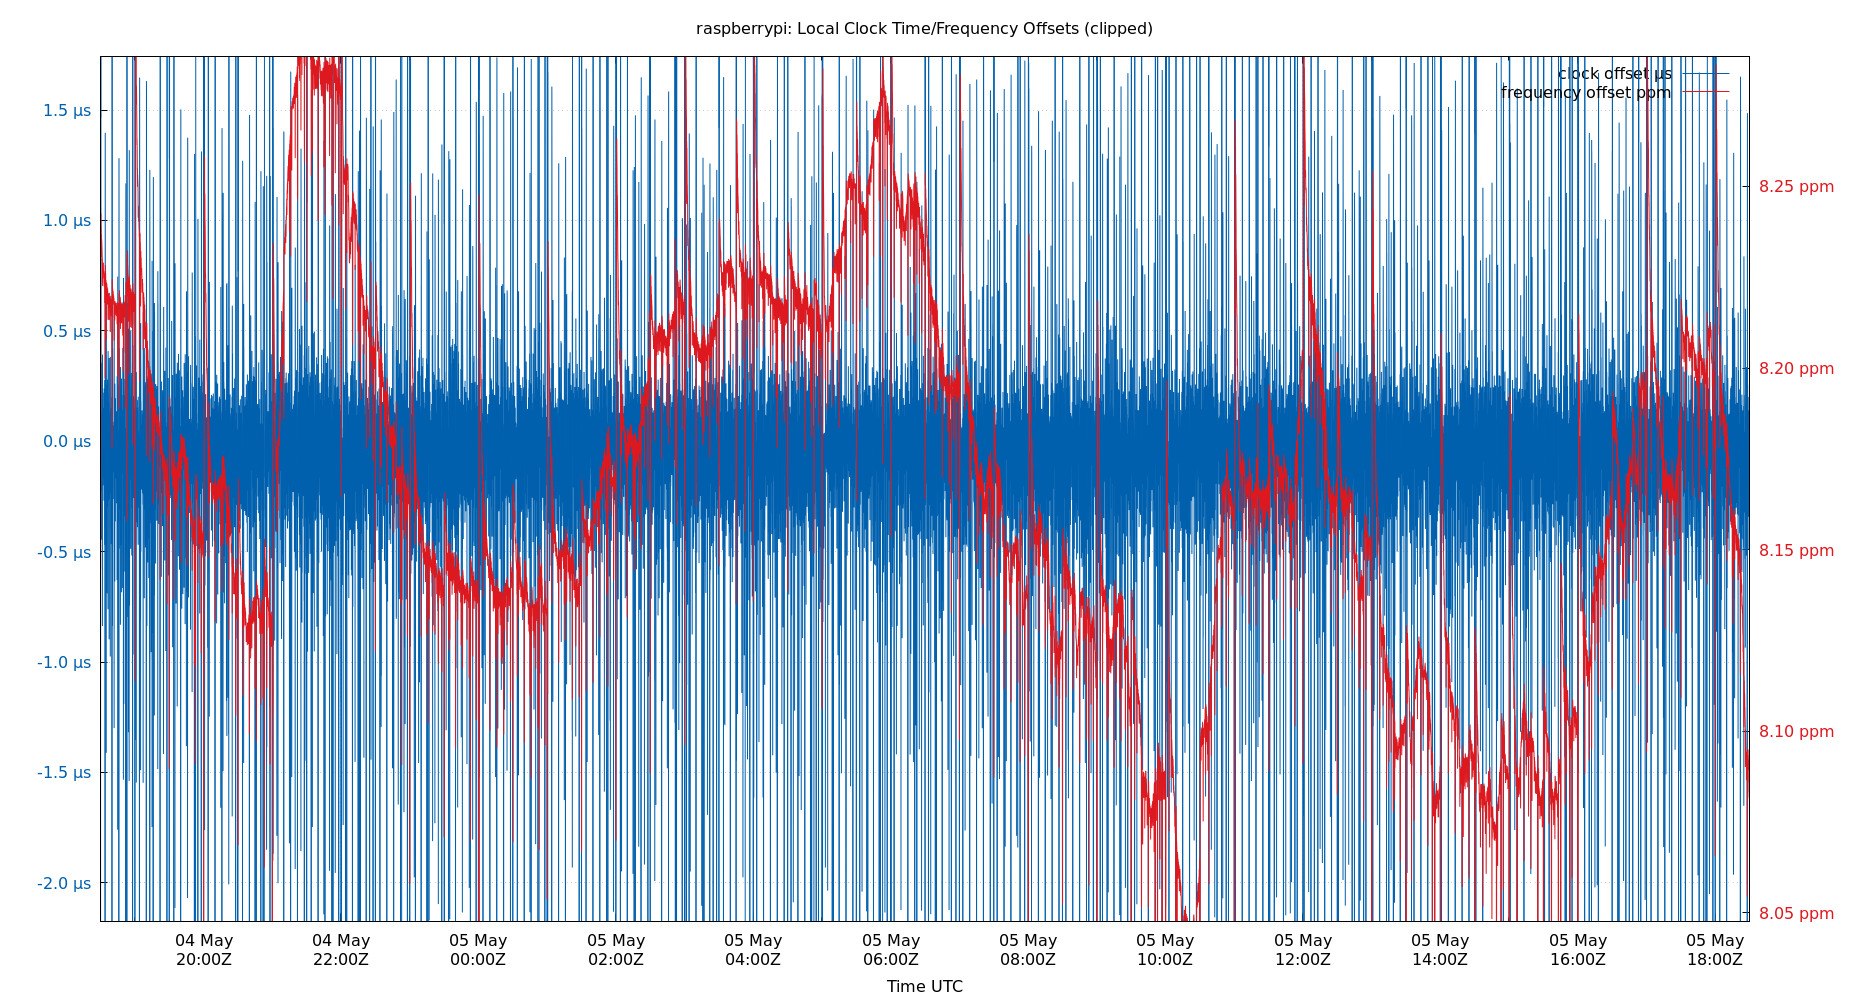 raspberrypi: Local Clock Time/Frequency Offsets (clipped)
clock offset µs
frequency offset ppm
1.5 µs
1.0 µs
0.5 µs
0.0 µs
-0.5 µs
-1.0 µs
-1.5 µs
-2.0 µs
8.25 ppm
8.20 ppm
8.15 ppm
8.10 ppm
8.05 ppm
04 May 04 May 05 May 05 May 05 May 05 May 05 May 05 May 05 May 05 May 05 May 05 May
20:00Z 22:00Z 00:00Z 02:00Z 04:00Z 06:00Z 08:00Z 10:00Z 12:00Z 14:00Z 16:00Z 18:00Z
Time UTC